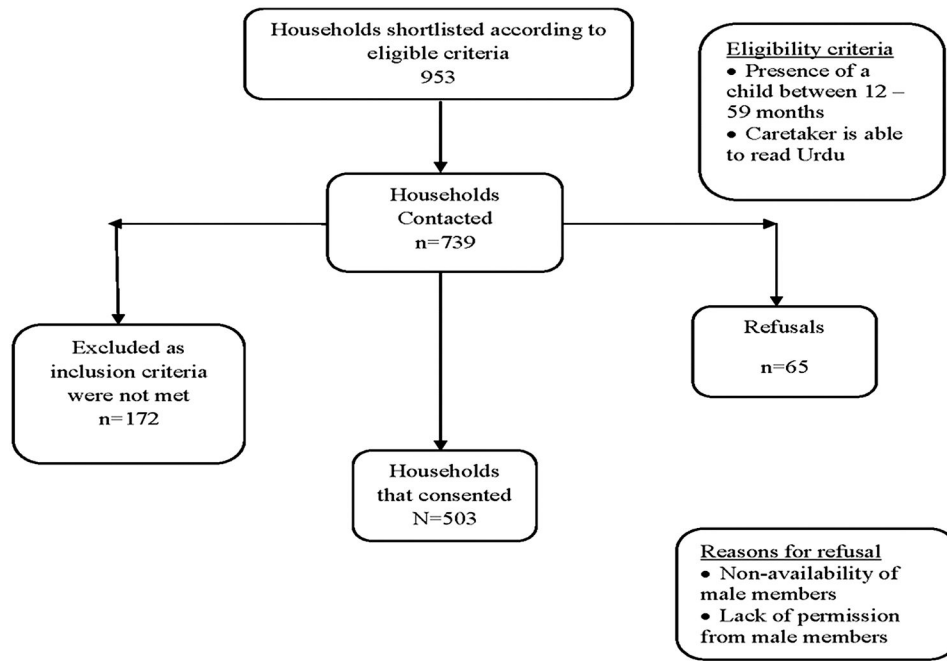 Households shortlisted according to
eligible criteria
953
Eligibility criteria
• Presence of a
child between 12 –
59 months
• Caretaker is able
to read Urdu
Households
Contacted
n=739
Excluded as
inclusion criteria
were not met
n=172
Refusals
n=65
Households
that consented
N=503
Reasons for refusal
• Non-availability of
male members
• Lack of permission
from male members